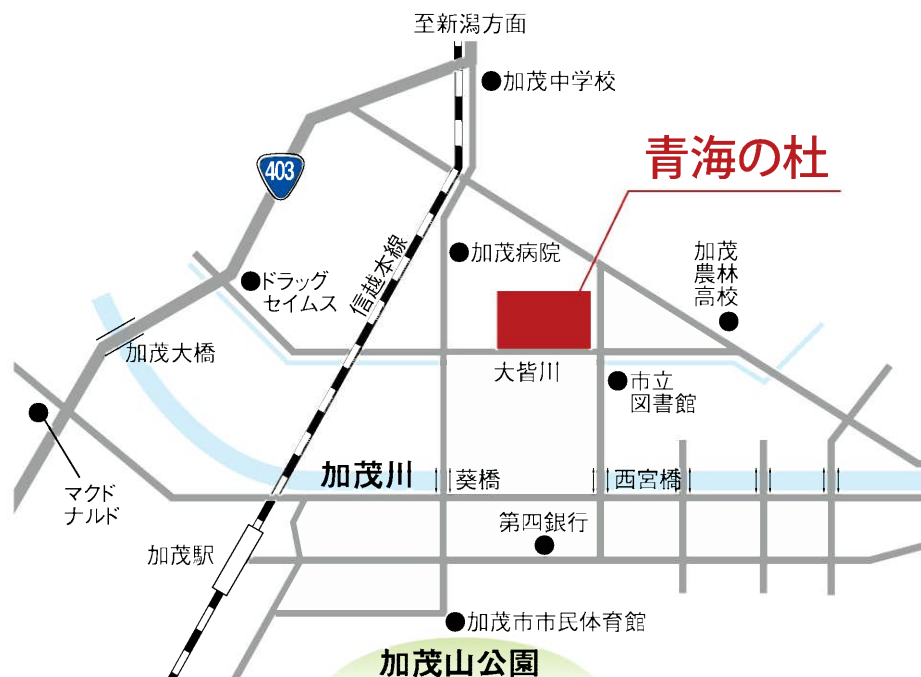 至新潟方面
加茂中学校
青海の杜
403
加茂病院
加茂
農林
高校
信越本線
ドラッグ
セイムス
加茂大橋
大皆川
市立
図書館
加茂川
葵橋
西宮橋
マクド
ナルド
第四銀行
加茂駅
加茂市市民体育館
加茂山公園